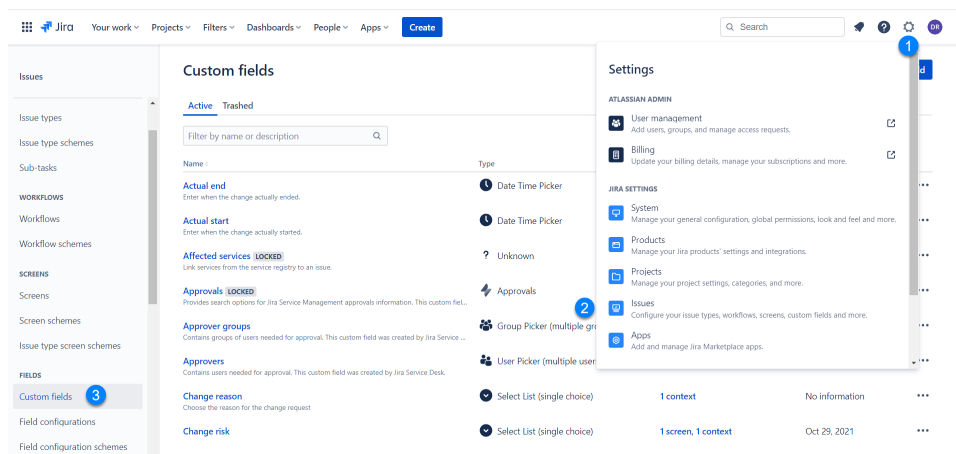 Jira
Your work
Projects
Filters
Dashboards
People
Apps
Create
Search
DR
1
Issues
Issue types
Issue type schemes
Sub-tasks
WORKFLOWS
Workflows
Workflow schemes
SCREENS
Screens
Screen schemes
Issue type screen schemes
FIELDS
Custom fields
3
Field configurations
Field configuration schemes
Custom fields
d
Active
Trashed
Filter by name or description
Name
Type
Actual end
Enter when the change actually ended.
Date Time Picker
Actual start
Enter when the change actually started.
Date Time Picker
Affected services LOCKED
Link services from the service registry to an issue.
? Unknown
Approvals LOCKED
Provides search options for Jira Service Management approvals information. This custom fiel...
Approvals
Approver groups
Contains groups of users needed for approval. This custom field was created by Jira Service ...
Group Picker (multiple gro
Approvers
Contains users needed for approval. This custom field was created by Jira Service Desk.
User Picker (multiple user
Change reason
Choose the reason for the change request
Select List (single choice)
1 context
No information
Change risk
Select List (single choice)
1 screen, 1 context
Oct 29, 2021
Settings
ATLASSIAN ADMIN
User management
Add users, groups, and manage access requests.
Billing
Update your billing details, manage your subscriptions and more.
JIRA SETTINGS
System
Manage your general configuration, global permissions, look and feel and more.
Products
Manage your Jira products' settings and integrations.
Projects
Manage your project settings, categories, and more.
2
Issues
Configure your issue types, workflows, screens, custom fields and more.
Apps
Add and manage Jira Marketplace apps.